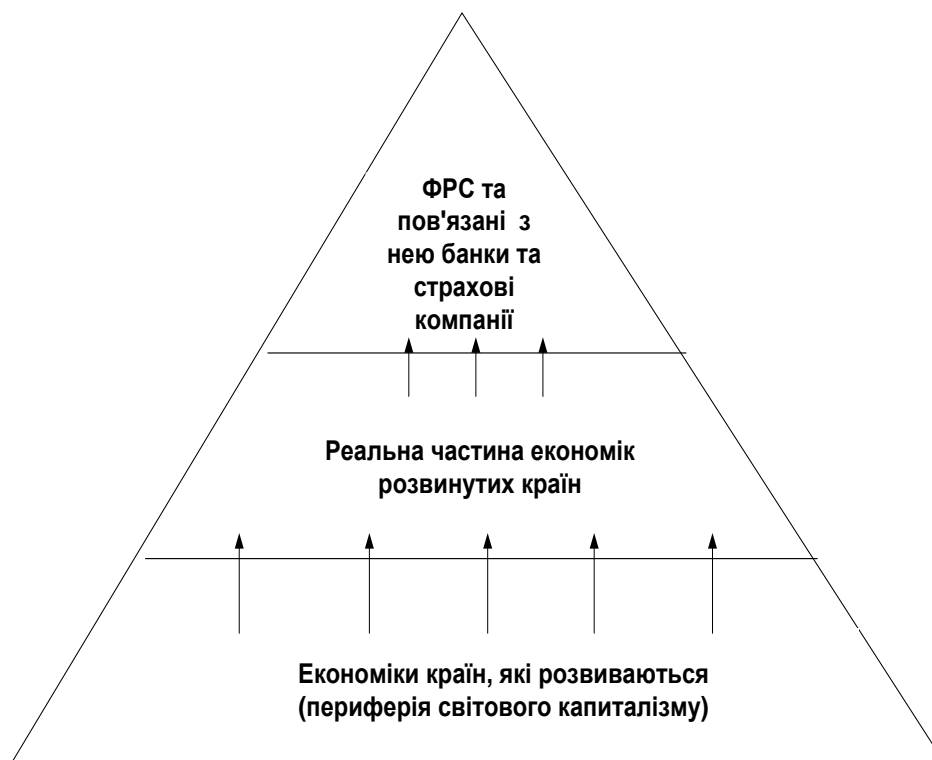 ФРС та
пов'язані з
нею банки та
страхові
компанії
Реальна частина економік
розвинутих країн
Економіки країн, які розвиваються
(периферія світового капиталізму)